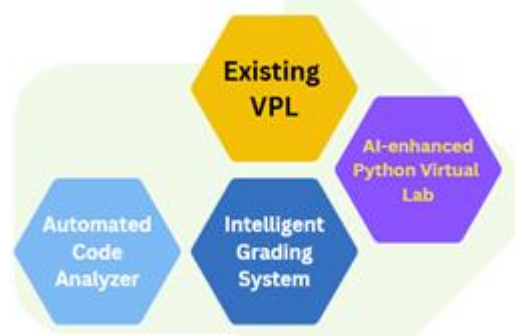 Existing
VPL
AI-enhanced
Python Virtual
Lab
Automated
Code
Analyzer
Intelligent
Grading
System